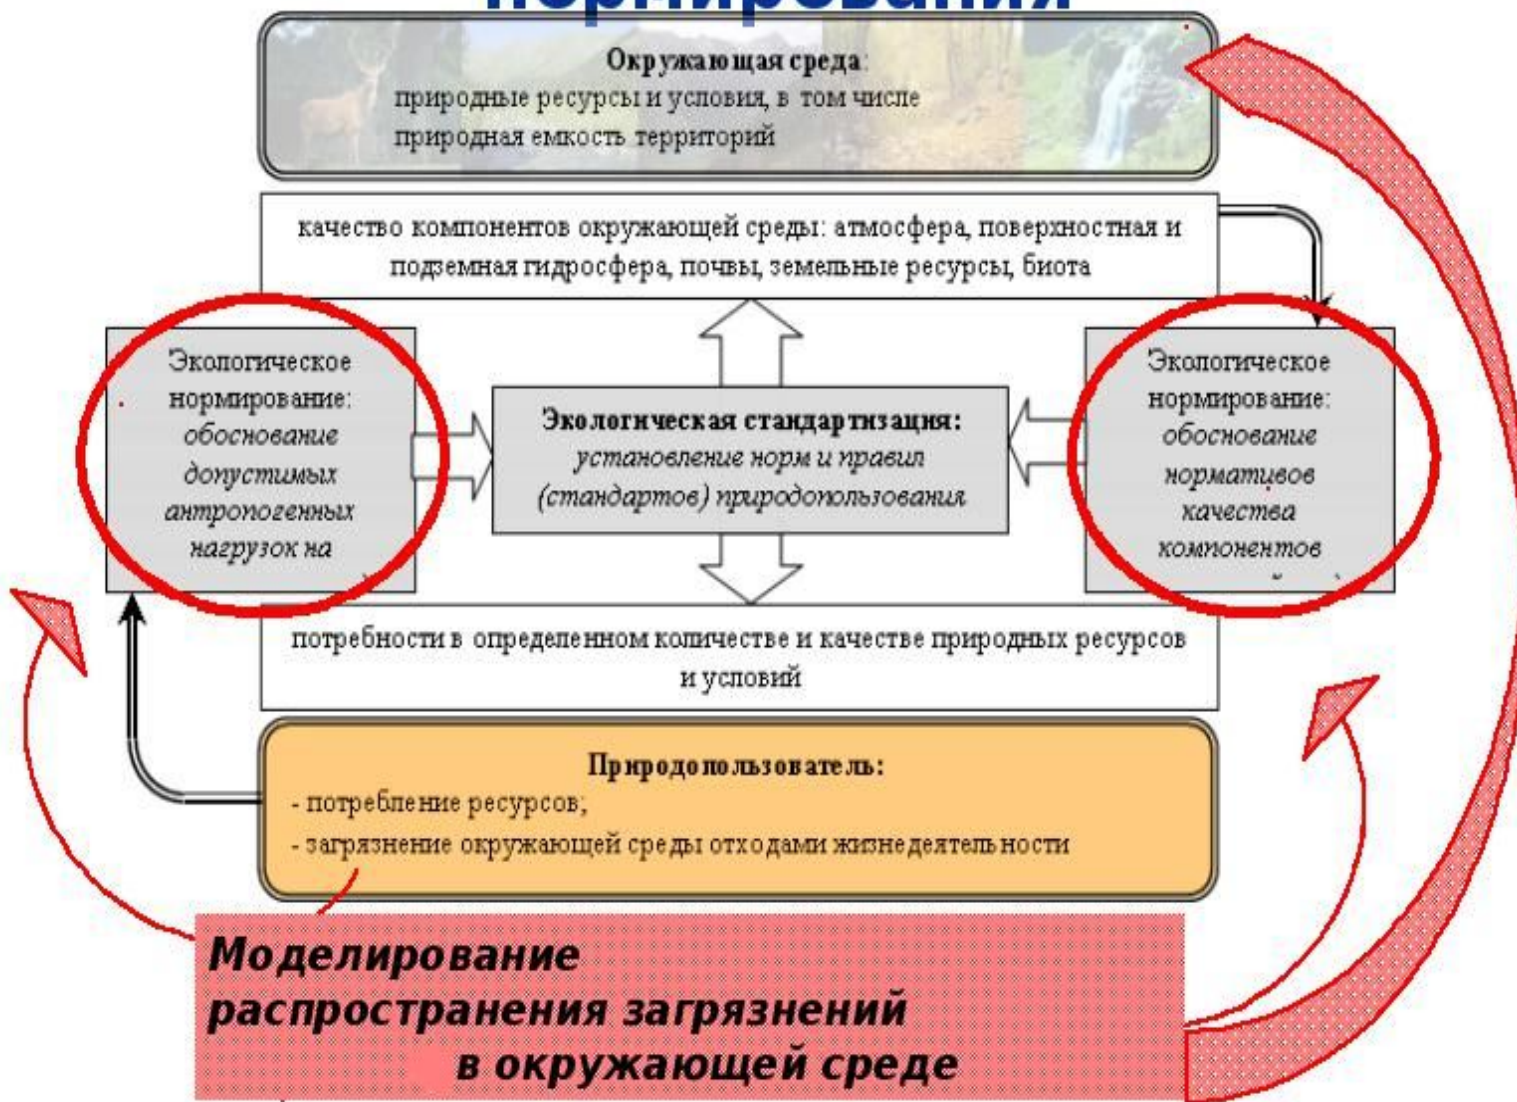 нормирования
Окружающая среда:
природные ресурсы и условия, в том числе
природная емкость территорий
качество компонентов окружающей среды: атмосфера, поверхностная и
подземная гидросфера, почвы, земельные ресурсы, биота
Экологическое
нормирование:
обоснование
допустимых
антропогенных
нагрузок на
Экологическая стандартизация:
установление норм и правил
(стандартов) природопользования
Экологическое
нормирование:
обоснование
нормативов
качества
компонентов
потребности в определенном количестве и качестве природных ресурсов
и условий
Природопользователь:
- потребление ресурсов;
- загрязнение окружающей среды отходами жизнедеятельности
Моделирование
распространения загрязнений
в окружающей среде